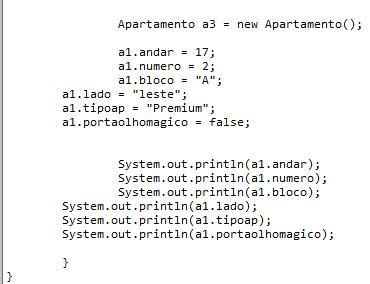 Apartamento a3 = new Apartamento();
a1.andar = 17;
a1.numero = 2;
a1.bloco = "A";
a1.lado = "leste";
a1.tipoap = "Premium";
a1.portaolhomagico = false;
System.out.println(a1.andar);
System.out.println(a1.numero);
System.out.println(a1.bloco);
System.out.println(a1.lado);
System.out.println(a1.tipoap);
System.out.println(a1.portaolhomagico);
}
}